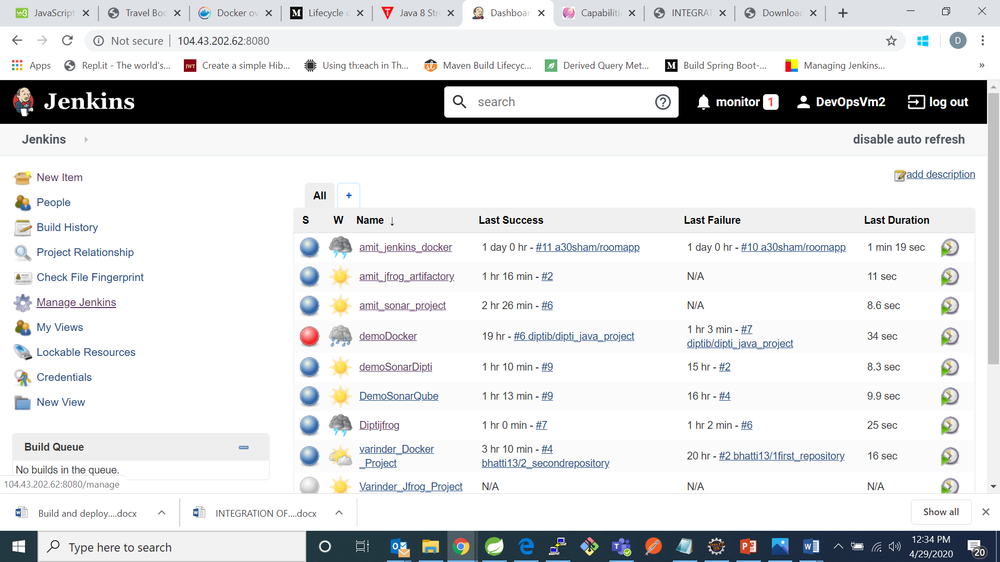 JavaScript
Travel Boo
Docker ov
Lifecycle o
Java 8 Stre
Dashboar
Capabiliti
INTEGRAT
Download
Not secure
104.43.202.62:8080
D
Apps
Repl.it - The world's...
JWT
Create a simple Hib...
Using th:each in Th...
Maven Build Lifecyc...
Derived Query Met...
Build Spring Boot-...
Managing Jenkins...
»
Jenkins
search
monitor 1
DevOpsVm2
log out
Jenkins
disable auto refresh
New Item
People
Build History
Project Relationship
Check File Fingerprint
Manage Jenkins
My Views
Lockable Resources
Credentials
New View
Build Queue
No builds in the queue.
104.43.202.62:8080/manage
add description
All
+
S W Name ↓ Last Success Last Failure Last Duration
amit_jenkins_docker 1 day 0 hr - #11 a30sham/roomapp 1 day 0 hr - #10 a30sham/roomapp 1 min 19 sec
amit_jfrog_artifactory 1 hr 16 min - #2 N/A 11 sec
amit_sonar_project 2 hr 26 min - #6 N/A 8.6 sec
demoDocker 19 hr - #6 diptib/dipti_java_project 1 hr 3 min - #7
diptib/dipti_java_project 34 sec
demoSonarDipti 1 hr 10 min - #9 15 hr - #2 8.3 sec
DemoSonarQube 1 hr 13 min - #9 16 hr - #4 9.9 sec
Diptijfrog 1 hr 0 min - #7 1 hr 2 min - #6 25 sec
varinder_Docker
_Project 3 hr 10 min - #4
bhatti13/2_secondrepository 20 hr - #2 bhatti13/1first_repository 16 sec
Varinder_Jfrog_Project N/A N/A N/A
Build and deploy....docx
INTEGRATION OF....docx
Show all
Type here to search
12:34 PM
4/29/2020
20